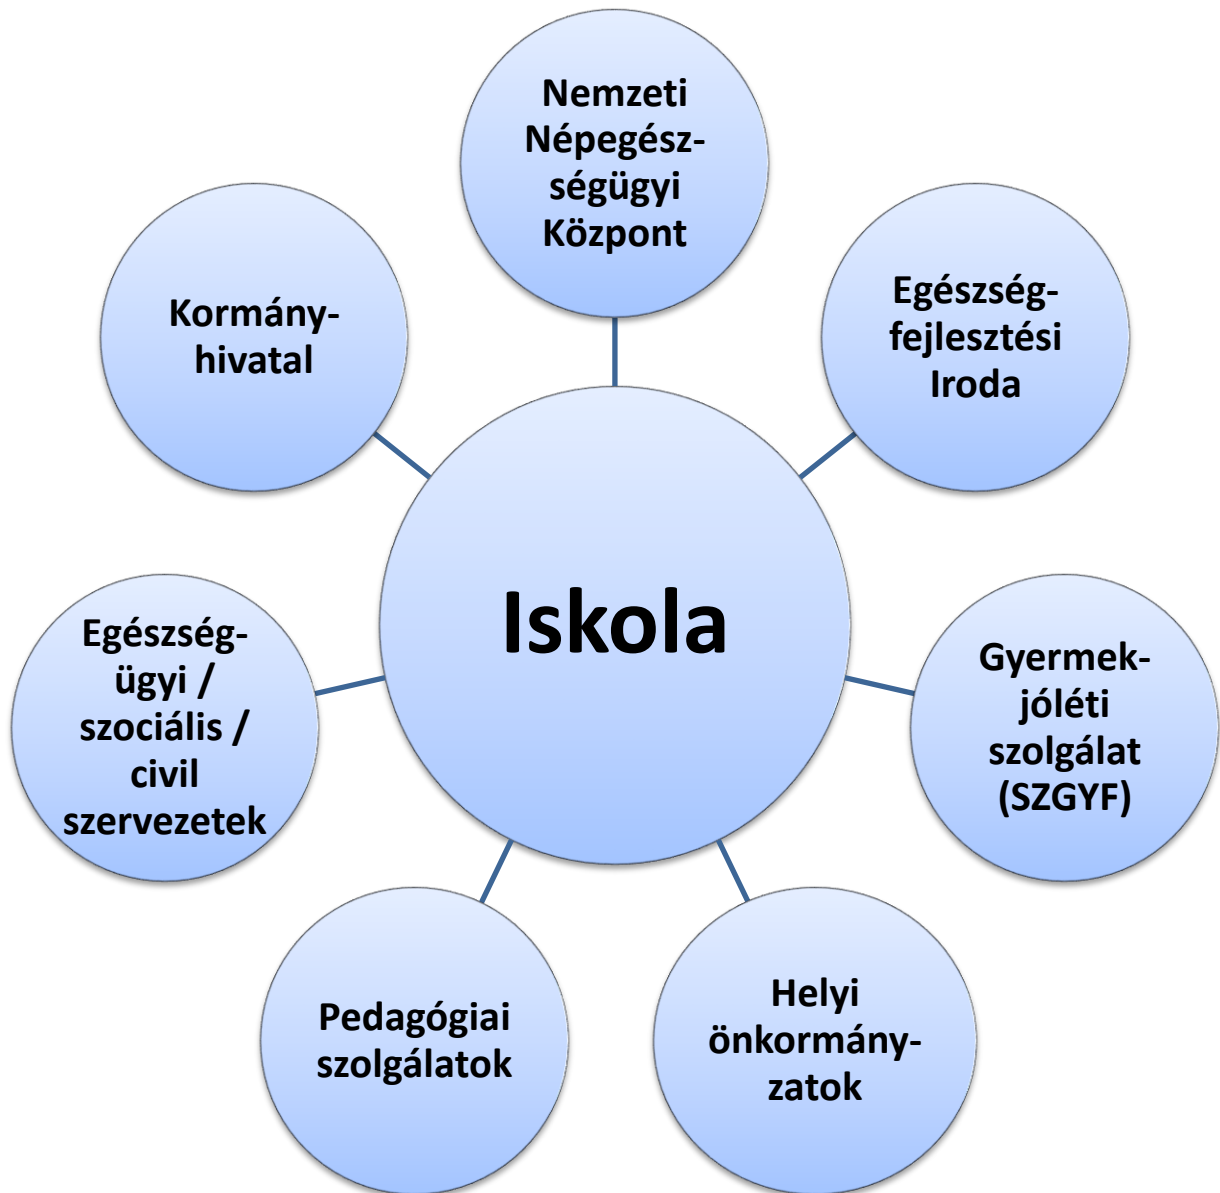 Nemzeti
Népegész-
ségügyi
Központ
Egészség-
fejlesztési
Iroda
Gyermek-
jóléti
szolgálat
(SZGYF)
Helyi
önkormány-
zatok
Pedagógiai
szolgálatok
Egészség-
ügyi /
szociális /
civil
szervezetek
Kormány-
hivatal
Iskola